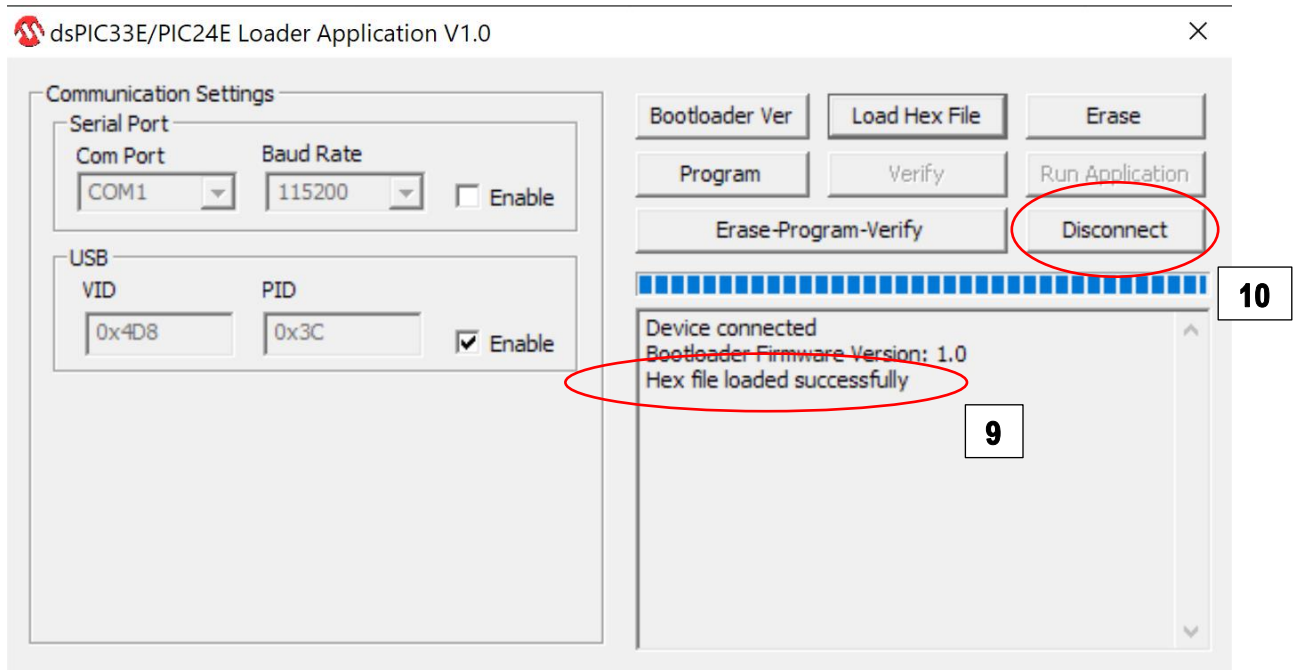 dsPIC33E/PIC24E Loader Application V1.0
Communication Settings
Serial Port
Com Port Baud Rate
COM1 115200 Enable
USB
VID PID
0x4D8 0x3C Enable
Bootloader Ver Load Hex File Erase
Program Verify Run Application
Erase-Program-Verify Disconnect
10
Device connected
Bootloader Firmware Version: 1.0
Hex file loaded successfully
9